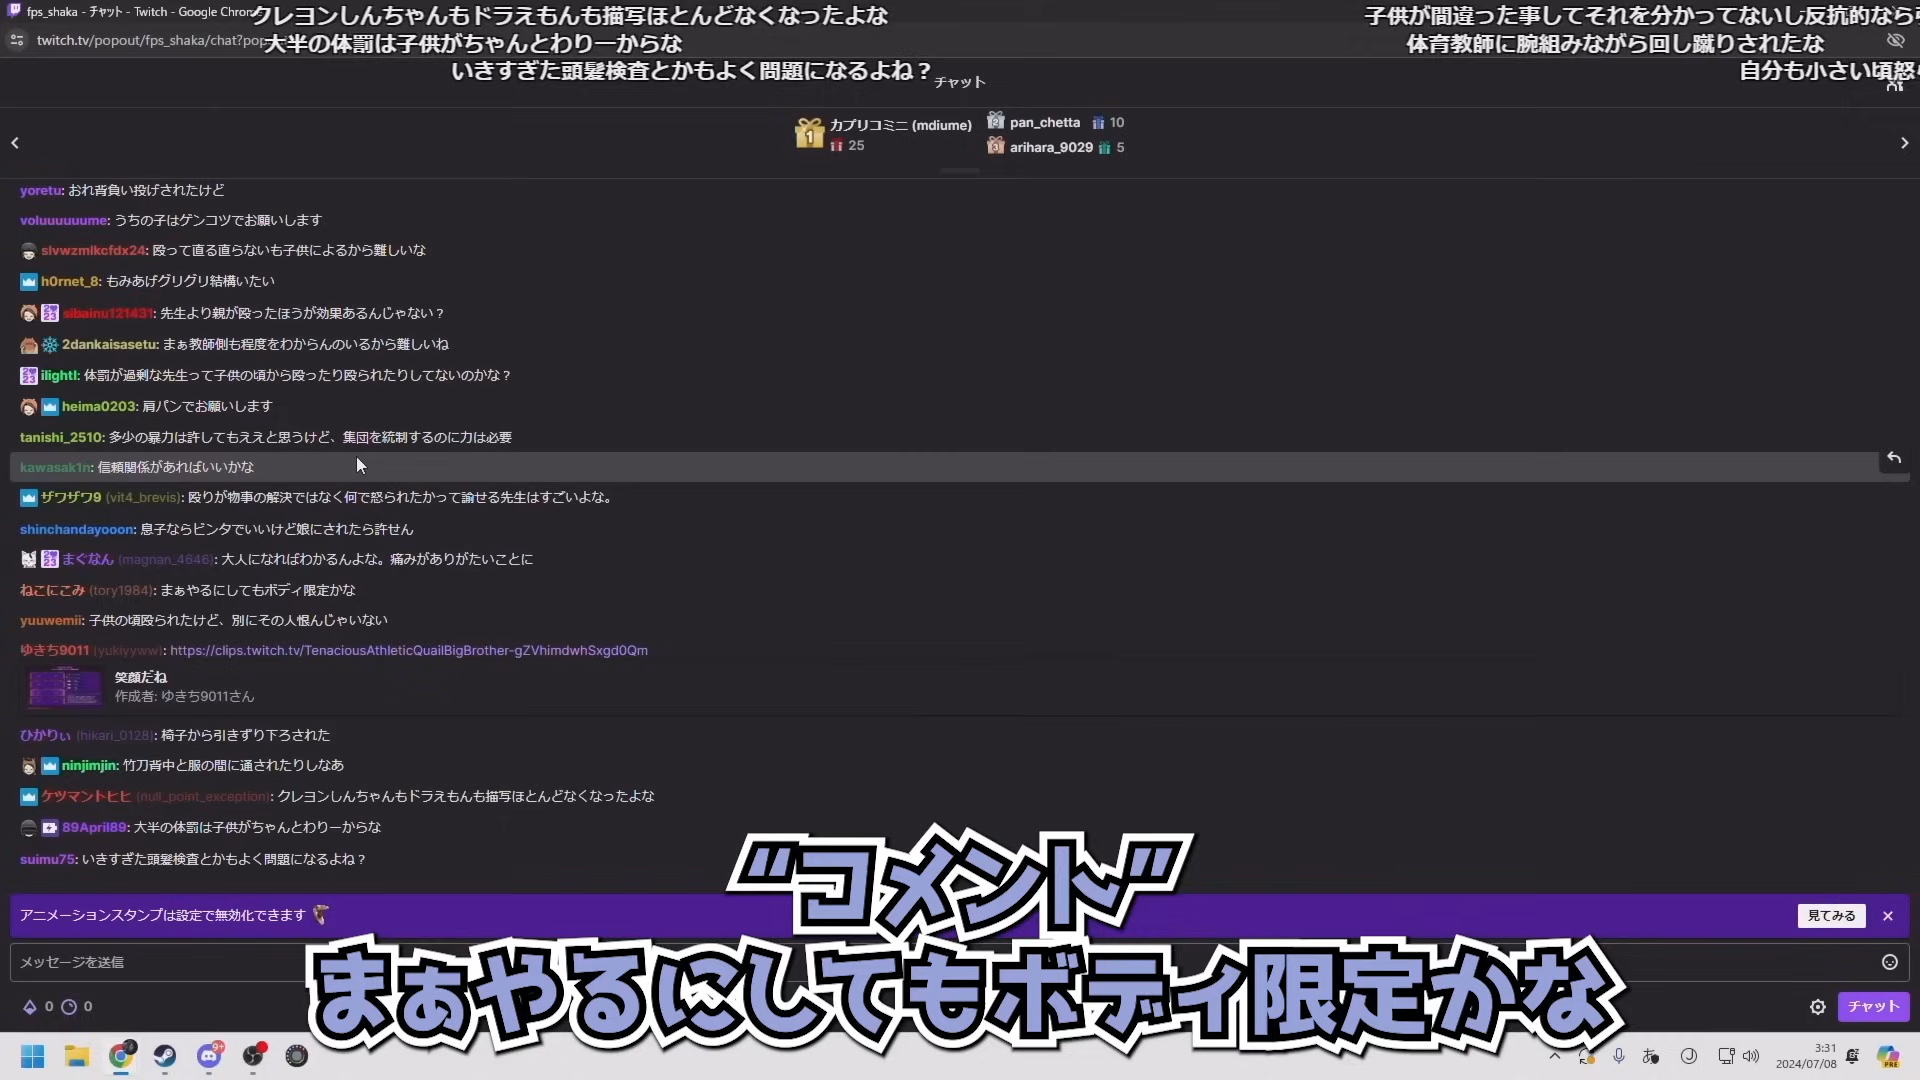 fps_shaka - チャット - Twitch - Google Chrom
クレヨンしんちゃんもドラえもんも描写ほとんどなくなったよな
子供が間違った事してそれを分かってないし反抗的なら
twitch.tv/popout/fps_shaka/chat?pop
大半の体罰は子供がちゃんとわりーからな
体育教師に腕組みながら回し蹴りされたな
いきすぎた頭髪検査とかもよく問題になるよね？
自分も小さい頃怒
チャット
1 カプリコミニ (mdiume)
25
2 pan_chetta 10
3 arihara_9029 5
yoretu: おれ背負い投げされたけど
voluuuuuume: うちの子はゲンコツでお願いします
slvwzmlkcfdx24: 殴って直る直らないも子供によるから難しいな
h0rnet_8: もみあげグリグリ結構いたい
sibainu121431: 先生より親が殴ったほうが効果あるんじゃない？
2dankaisasetu: まぁ教師側も程度をわからんのいるから難しいね
ilightl: 体罰が過剰な先生って子供の頃から殴ったり殴られたりしてないのかな？
heima0203: 肩パンでお願いします
tanishi_2510: 多少の暴力は許してもええと思うけど、集団を統制するのに力は必要
kawasak1n: 信頼関係があればいいかな
ザワザワ9 (vit4_brevis): 殴りが物事の解決ではなく何で怒られたかって諭せる先生はすごいよな。
shinchandayooon: 息子ならビンタでいいけど娘にされたら許せん
まぐなん (magnan_4646): 大人になればわかるんよな。痛みがありがたいことに
ねこにこみ (tory1984): まぁやるにしてもボディ限定かな
yuuwemii: 子供の頃殴られたけど、別にその人恨んじゃいない
ゆきち9011 (yukiyyww): https://clips.twitch.tv/TenaciousAthleticQuailBigBrother-gZVhimdwhSxgd0Qm
笑顔だね
作成者: ゆきち9011さん
ひかりぃ (hikari_0128): 椅子から引きずり下ろされた
ninjimjin: 竹刀背中と服の間に通されたりしなあ
ケツマントヒヒ (null_point_exception): クレヨンしんちゃんもドラえもんも描写ほとんどなくなったよな
89April89: 大半の体罰は子供がちゃんとわりーからな
suimu75: いきすぎた頭髪検査とかもよく問題になるよね？
“コメント”
アニメーションスタンプは設定で無効化できます
見てみる
メッセージを送信
まぁやるにしてもボディ限定かな
0 0
チャット
9+
あ
3:31
2024/07/08
PRE